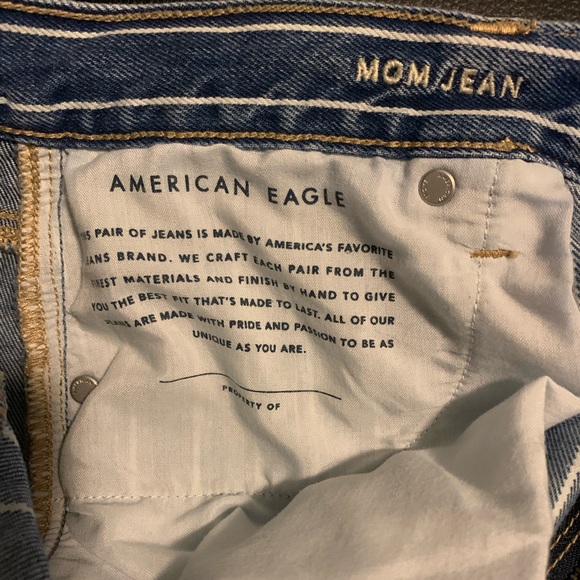 MOM JEAN
AMERICAN EAGLE
PAIR OF JEANS IS MADE BY AMERICA'S FAVORITE
BRAND. WE CRAFT EACH PAIR FROM THE
MATERIALS AND FINISH BY HAND TO GIVE
YOU THE BEST FIT THAT'S MADE TO LAST. ALL OF OUR
JEANS ARE MADE WITH PRIDE AND PASSION TO BE AS
UNIQUE AS YOU ARE.
PROPERTY OF